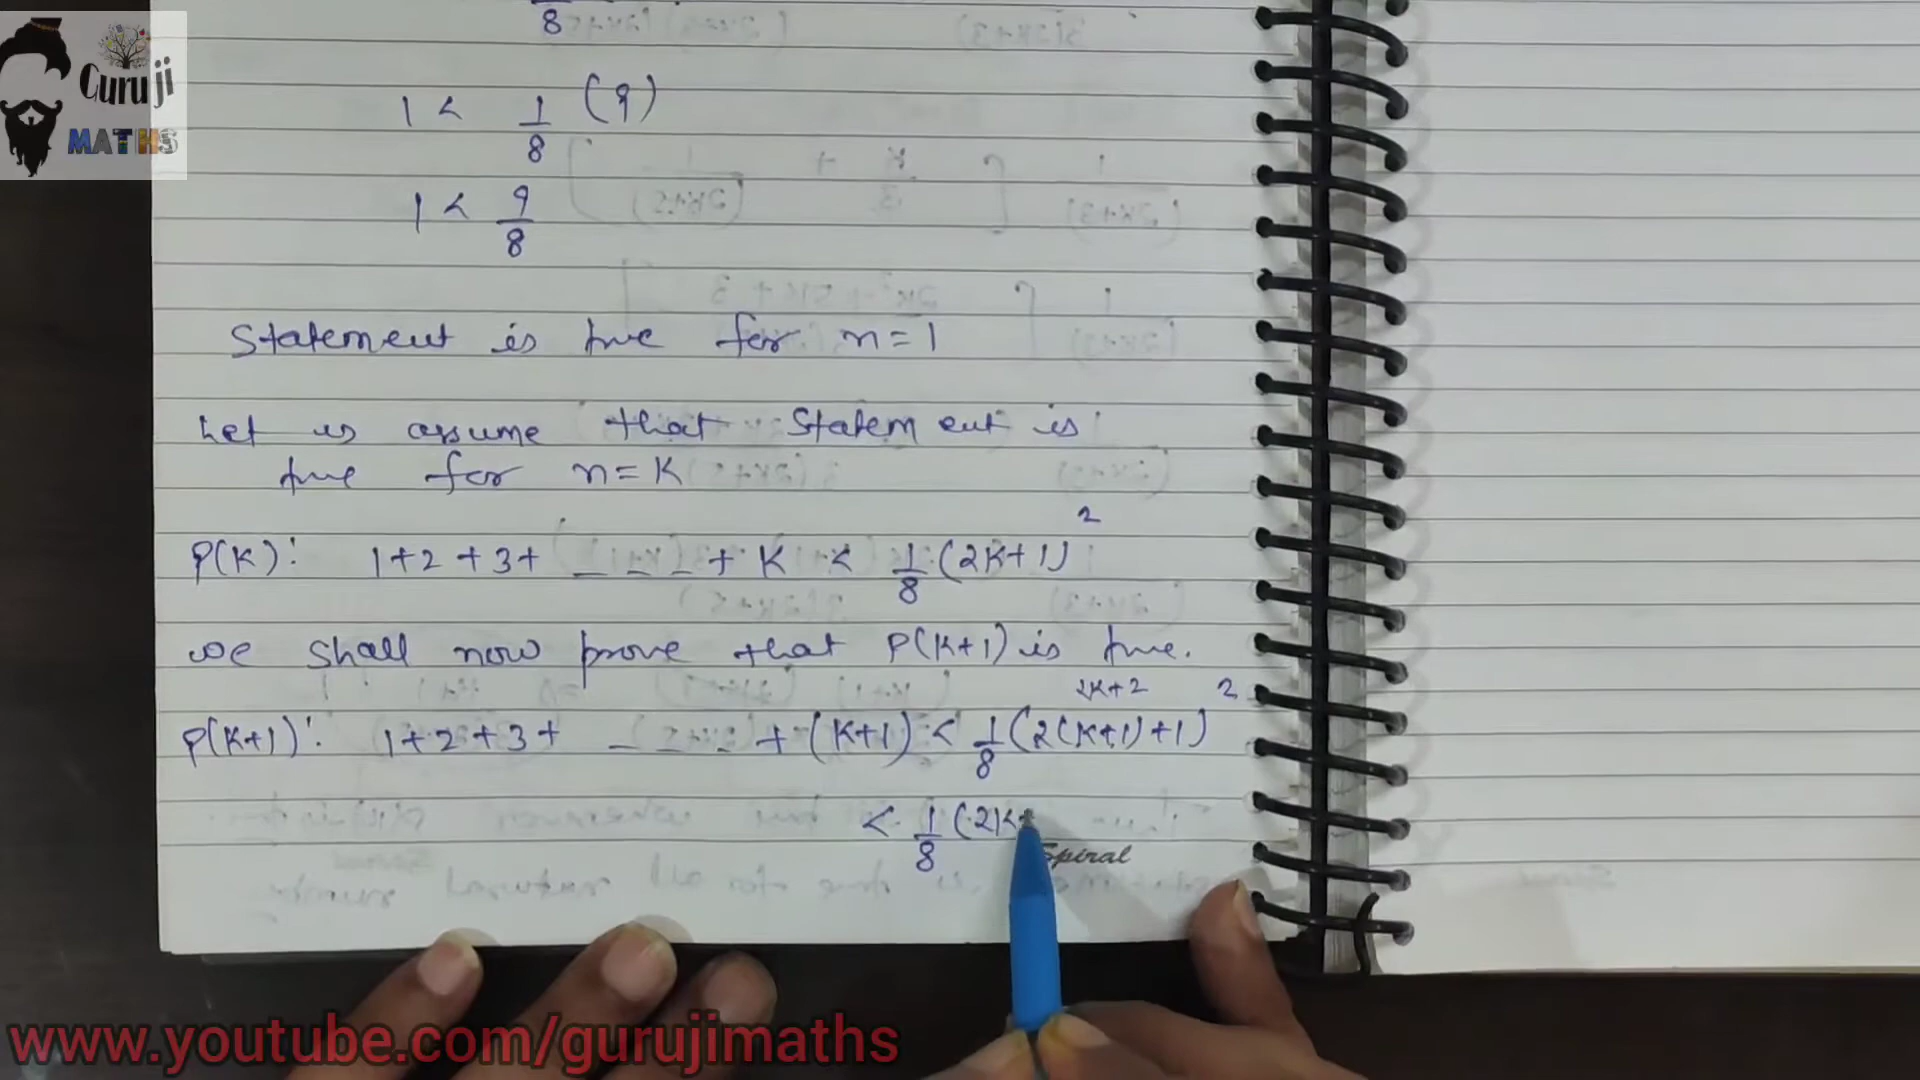 8
Guruji
MATHS
1 < 1/8 (9)
1 < 9/8
Statement is true for n=1
Let us assume that Statement is
true for n=K
P(K): 1+2+3+ _ _ _ + K < 1/8 (2K+1)²
we shall now prove that P(K+1) is true.
2K+2
P(K+1): 1+2+3+ _ _ _ + (K+1) < 1/8 (2(K+1)+1)²
< 1/8 (2K+
Spiral
www.youtube.com/gurujimaths